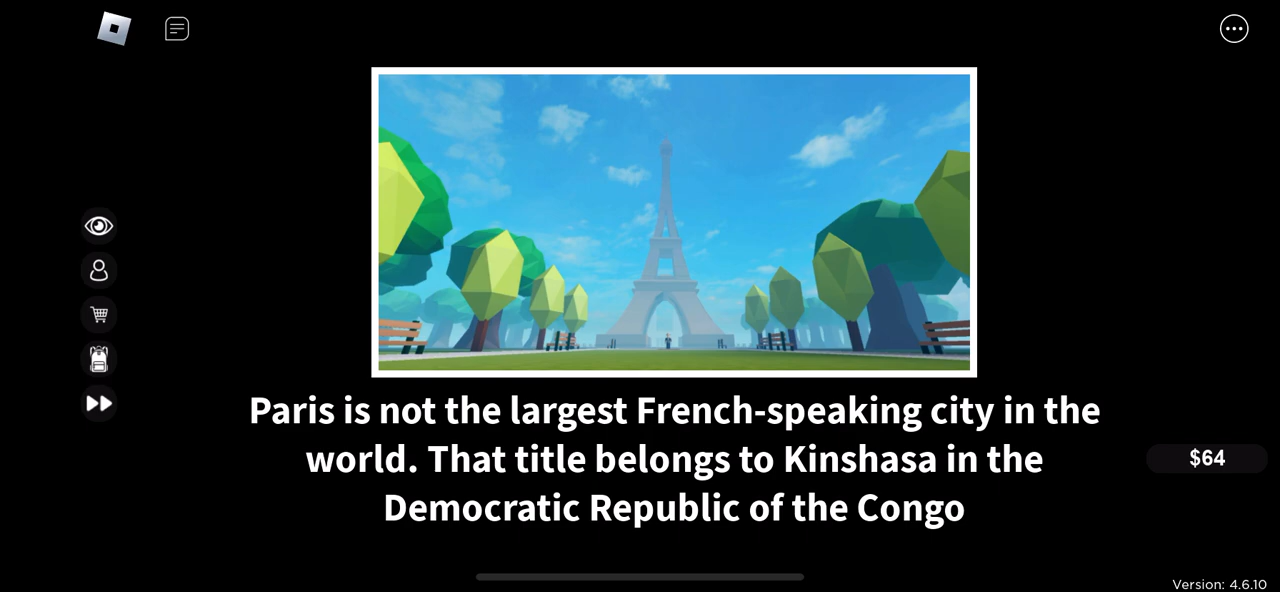 Paris is not the largest French-speaking city in the
world. That title belongs to Kinshasa in the
Democratic Republic of the Congo
$64
Version: 4.6.10